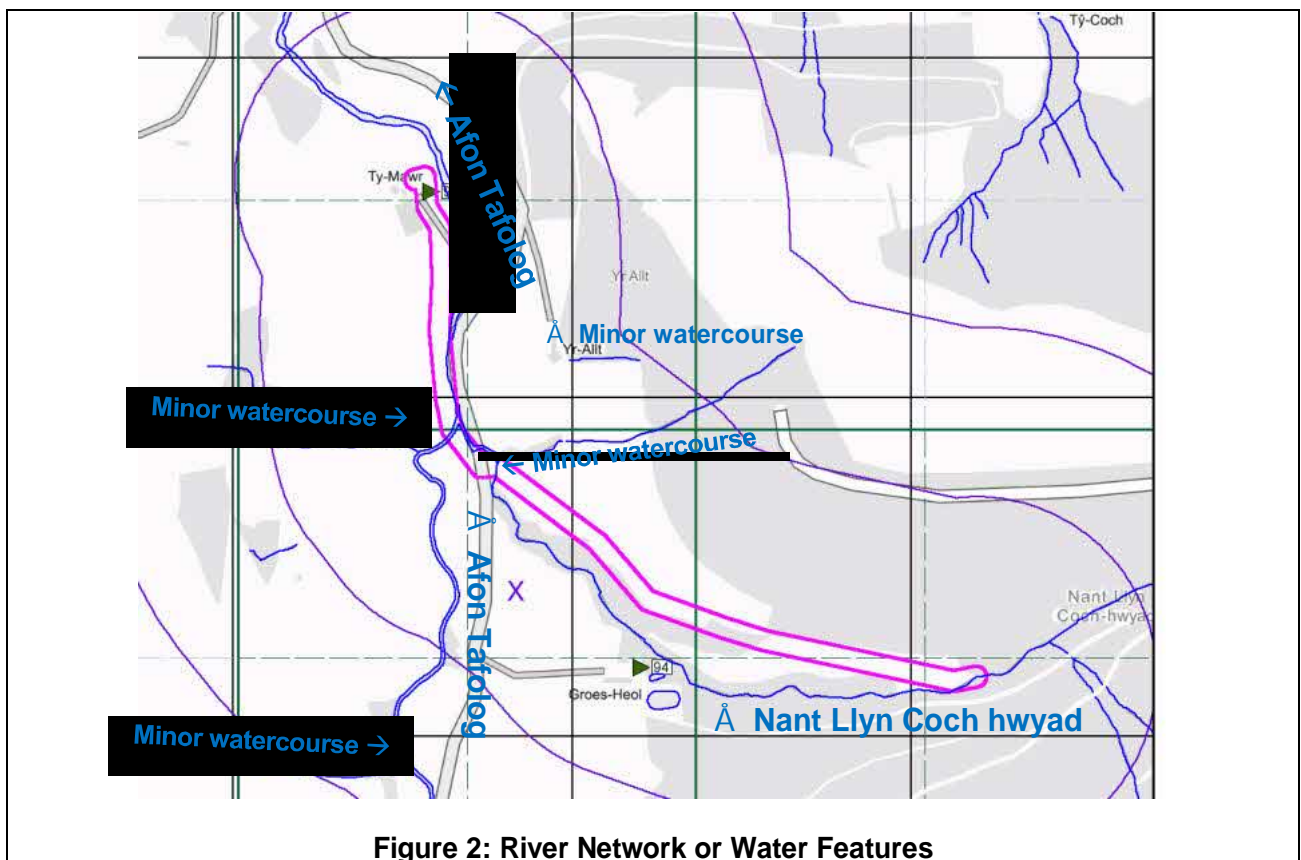 Tŷ-Coch
← Afon Tafolog
Ty-Mawr
Yr Allt
Å Minor watercourse
Yr-Allt
Minor watercourse →
← Minor watercourse
Å Afon Tafolog
X
Nant Llyn
Coch-hwyad
94
Groes-Heol
Å Nant Llyn Coch hwyad
Minor watercourse →
Figure 2: River Network or Water Features